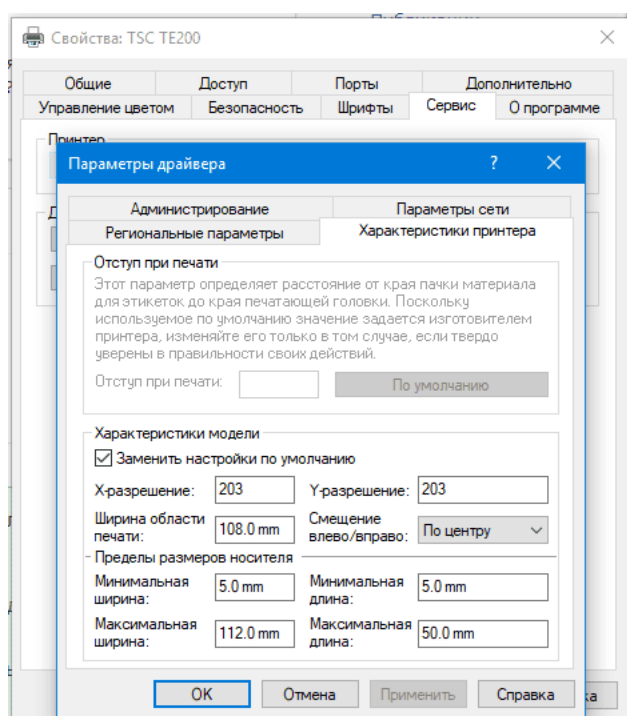 Свойства: TSC TE200
Общие Доступ Порты Дополнительно
Управление цветом Безопасность Шрифты Сервис О программе
Принтер
Параметры драйвера ? 
Администрирование Параметры сети
Региональные параметры Характеристики принтера
Отступ при печати
Этот параметр определяет расстояние от края пачки материала
для этикеток до края печатающей головки. Поскольку
используемое по умолчанию значение задается изготовителем
принтера, изменяйте его только в том случае, если твердо
уверены в правильности своих действий.
Отступ при печати: По умолчанию
Характеристики модели
Заменить настройки по умолчанию
X-разрешение: 203 Y-разрешение: 203
Ширина области печати: 108.0 mm Смещение влево/вправо: По центру
Пределы размеров носителя
Минимальная ширина: 5.0 mm Минимальная длина: 5.0 mm
Максимальная ширина: 112.0 mm Максимальная длина: 50.0 mm
OK Отмена Применить Справка